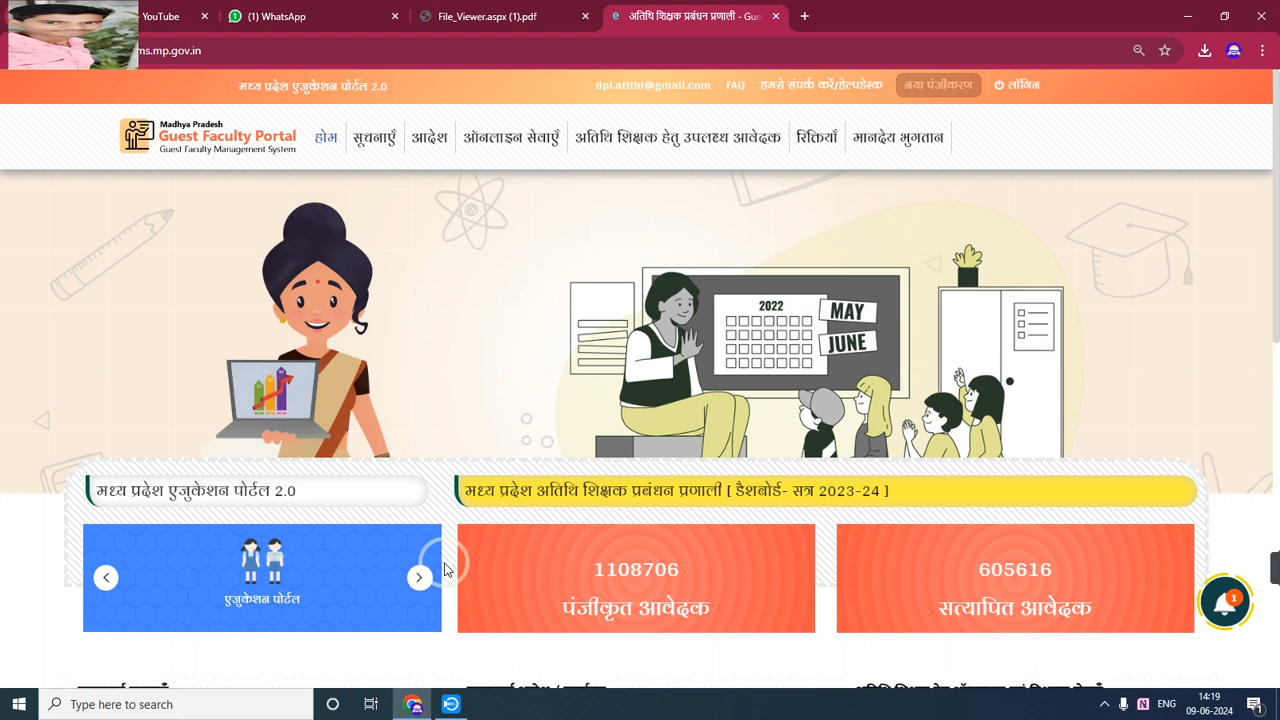 (1) WhatsApp
FileViewer.aspx (1).pdf
अतिथि शिक्षक प्रबंधन प्रणाली - Gu
ms.mp.gov.in
मध्य प्रदेश एजुकेशन पोर्टल 2.0
dpi.atithi@gmail.com FAQ हमसे संपर्क करें/हेल्पडेस्क नया पंजीकरण लॉगिन
Madhya Pradesh
Guest Faculty Portal
Guest Faculty Management System
होम सूचनाएँ आदेश ऑनलाइन सेवाएँ अतिथि शिक्षक हेतु उपलब्ध आवेदक रिक्तियां मानदेय भुगतान
2022
MAY
JUNE
मध्य प्रदेश एजुकेशन पोर्टल 2.0
मध्य प्रदेश अतिथि शिक्षक प्रबंधन प्रणाली [ डैशबोर्ड- सत्र 2023-24 ]
एजुकेशन पोर्टल
1108706
पंजीकृत आवेदक
605616
सत्यापित आवेदक
1
Type here to search
ENG
14:19
09-06-2024